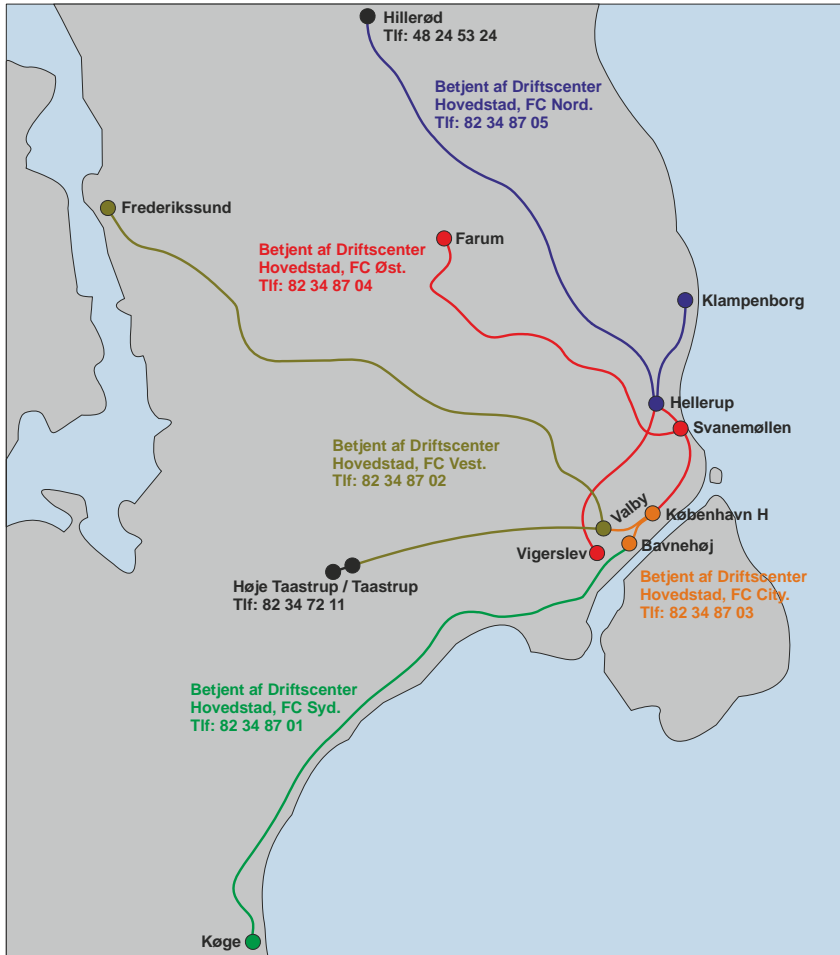 Hillerød
Tlf: 48 24 53 24
Betjent af Driftscenter
Hovedstad, FC Nord.
Tlf: 82 34 87 05
Frederikssund
Farum
Betjent af Driftscenter
Hovedstad, FC Øst.
Tlf: 82 34 87 04
Klampenborg
Hellerup
Svanemøllen
Betjent af Driftscenter
Hovedstad, FC Vest.
Tlf: 82 34 87 02
Valby
København H
Bavnehøj
Vigerslev
Høje Taastrup / Taastrup
Tlf: 82 34 72 11
Betjent af Driftscenter
Hovedstad, FC City.
Tlf: 82 34 87 03
Betjent af Driftscenter
Hovedstad, FC Syd.
Tlf: 82 34 87 01
Køge